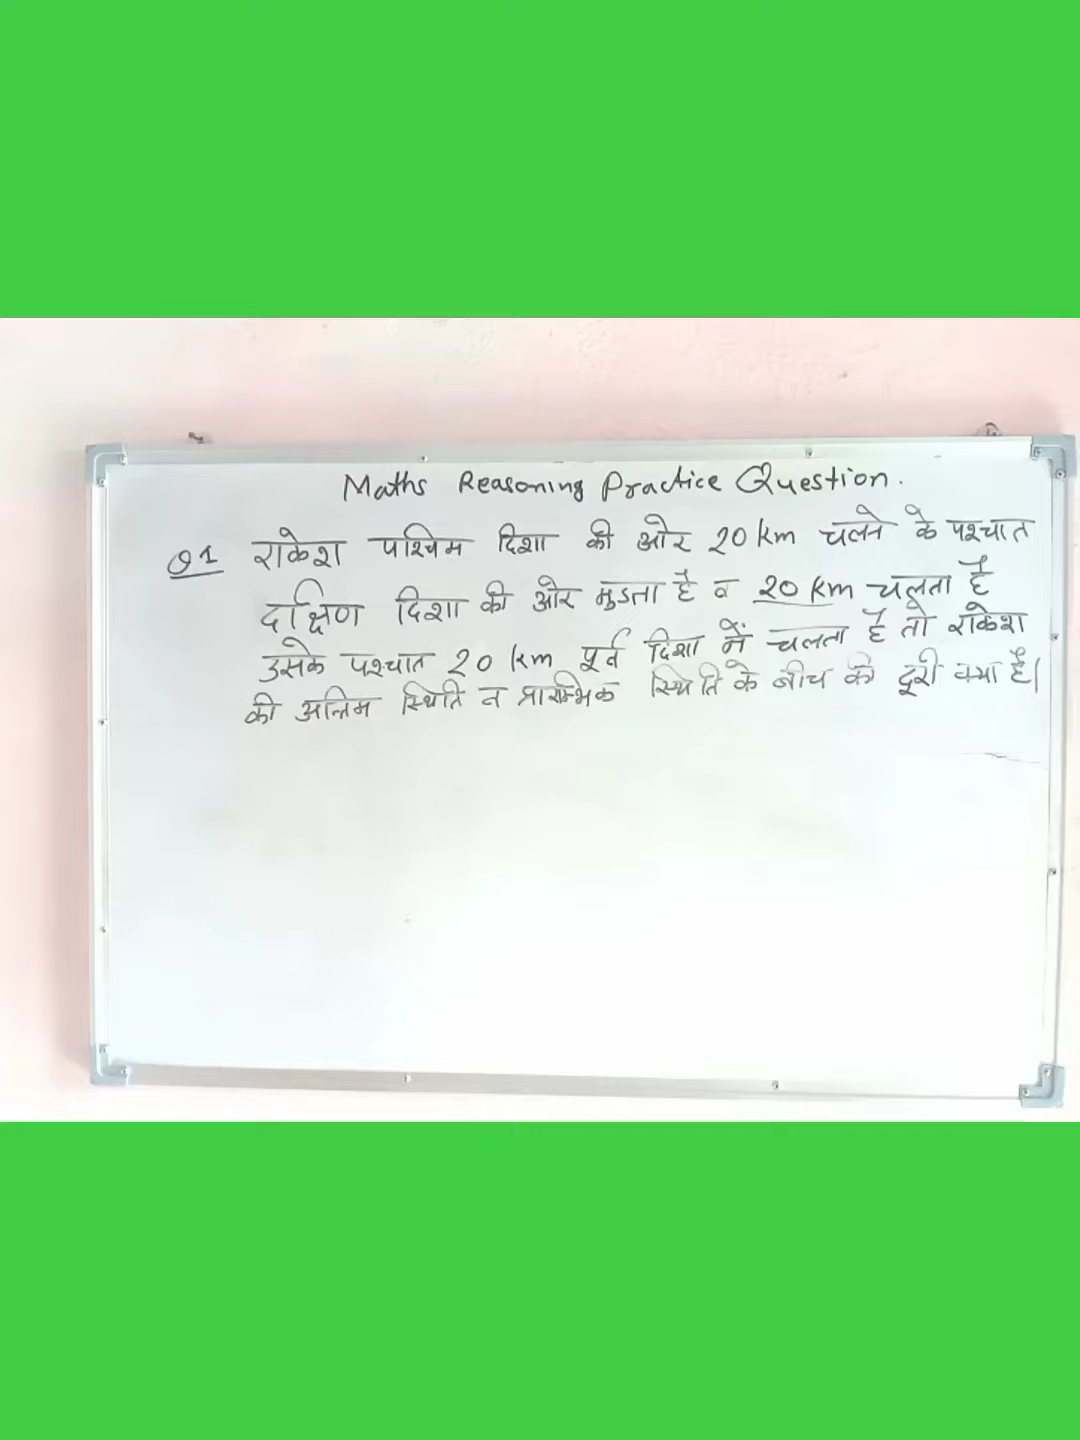 Maths Reasoning Practice Question.
Q1 राकेश पश्चिम दिशा की ओर 20 km चलने के पश्चात
दक्षिण दिशा की ओर मुडता है व 20 km चलता है
उसके पश्चात 20 km पूर्व दिशा में चलता है तो राकेश
की अन्तिम स्थिति व प्रारम्भिक स्थिति के बीच की दूरी क्या है।